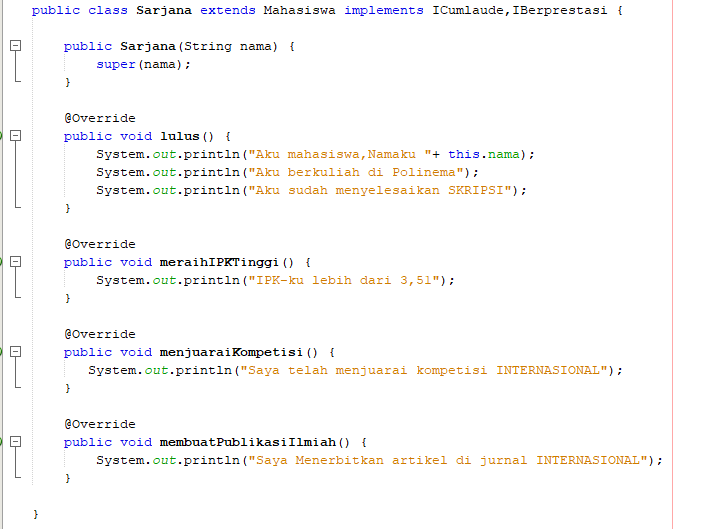 public class Sarjana extends Mahasiswa implements ICumlaude,IBerprestasi {
public Sarjana(String nama) {
super(nama);
}
@Override
public void lulus() {
System.out.println("Aku mahasiswa,Namaku "+ this.nama);
System.out.println("Aku berkuliah di Polinema");
System.out.println("Aku sudah menyelesaikan SKRIPSI");
}
@Override
public void meraihIPKTinggi() {
System.out.println("IPK-ku lebih dari 3,51");
}
@Override
public void menjuaraiKompetisi() {
System.out.println("Saya telah menjuarai kompetisi INTERNASIONAL");
}
@Override
public void membuatPublikasiIlmiah() {
System.out.println("Saya Menerbitkan artikel di jurnal INTERNASIONAL");
}
}